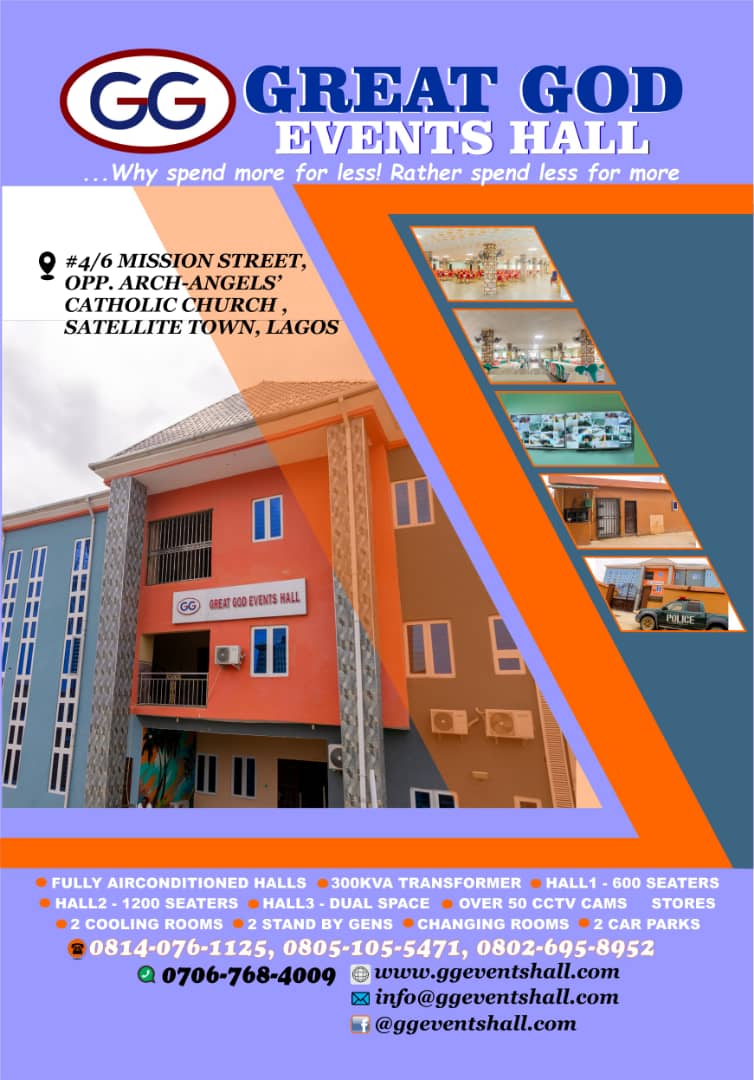 GG GREAT GOD
EVENTS HALL
...Why spend more for less! Rather spend less for more
#4/6 MISSION STREET,
OPP. ARCH-ANGELS'
CATHOLIC CHURCH ,
SATELLITE TOWN, LAGOS
GG GREAT GOD EVENTS HALL
POLICE
FULLY AIRCONDITIONED HALLS 300KVA TRANSFORMER HALL1 - 600 SEATERS
HALL2 - 1200 SEATERS HALL3 - DUAL SPACE OVER 50 CCTV CAMS STORES
2 COOLING ROOMS 2 STAND BY GENS CHANGING ROOMS 2 CAR PARKS
0814-076-1125, 0805-105-5471, 0802-695-8952
0706-768-4009 www.ggeventshall.com
info@ggeventshall.com
f @ggeventshall.com